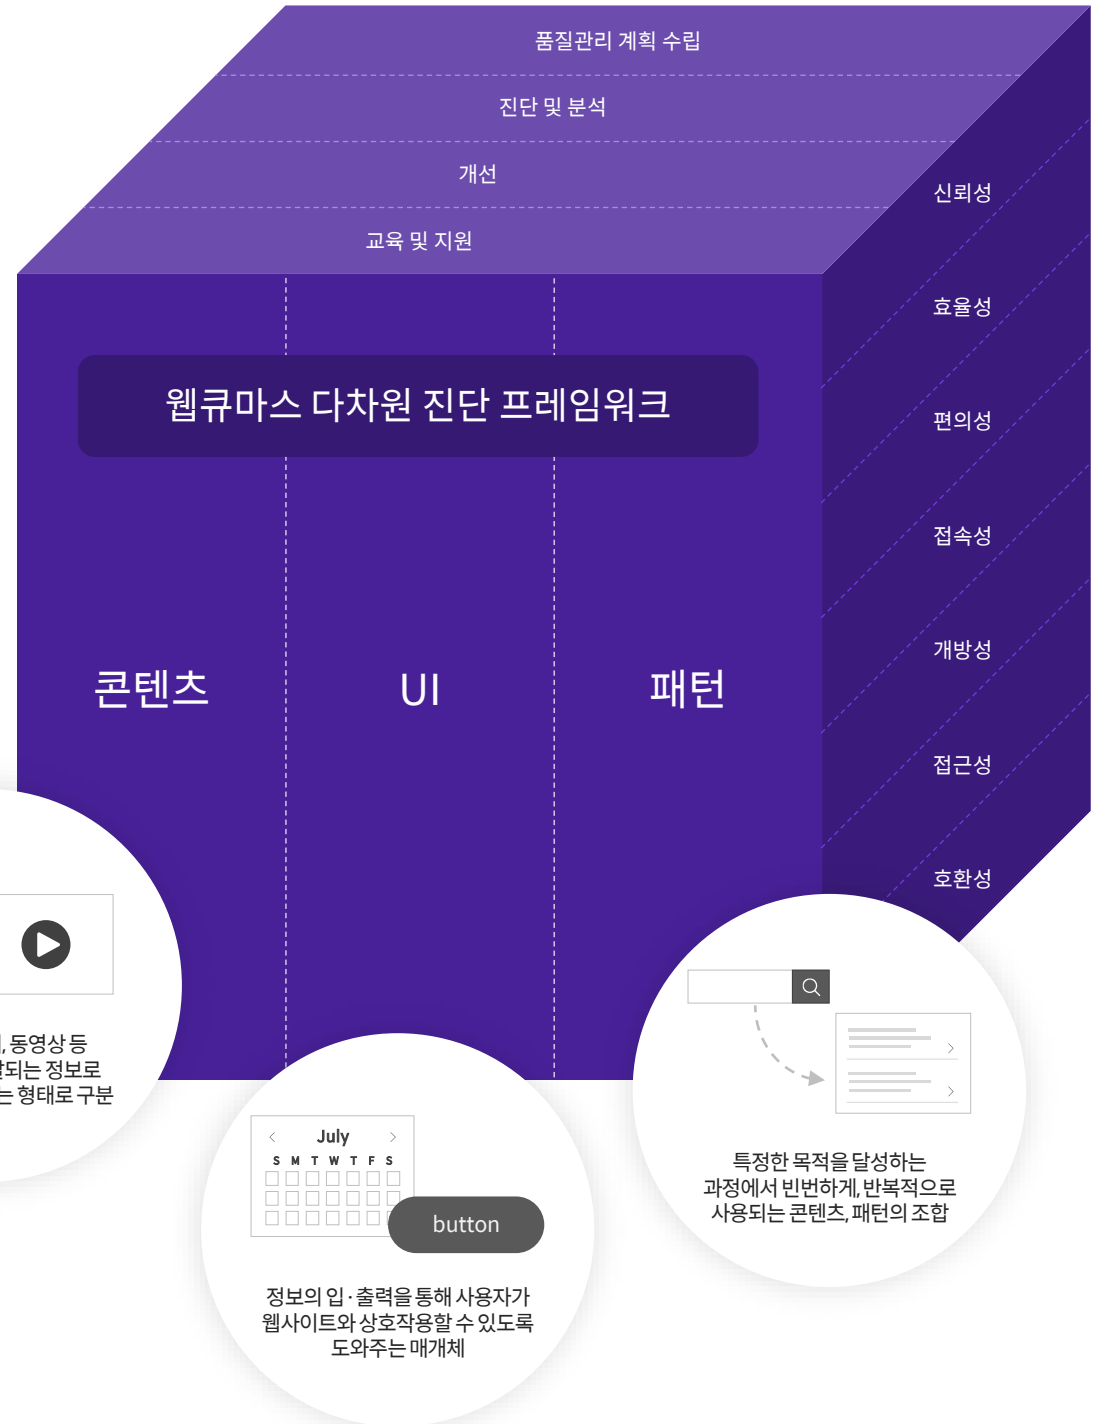 품질관리 계획 수립
진단 및 분석
개선
교육 및 지원
신뢰성
효율성
편의성
접속성
개방성
접근성
호환성
웹큐마스 다차원 진단 프레임워크
콘텐츠
UI
패턴
동영상 등
되는 정보로
는 형태로 구분
July
S M T W T F S
button
정보의 입·출력을 통해 사용자가
웹사이트와 상호작용할 수 있도록
도와주는 매개체
특정한 목적을 달성하는
과정에서 빈번하게, 반복적으로
사용되는 콘텐츠, 패턴의 조합